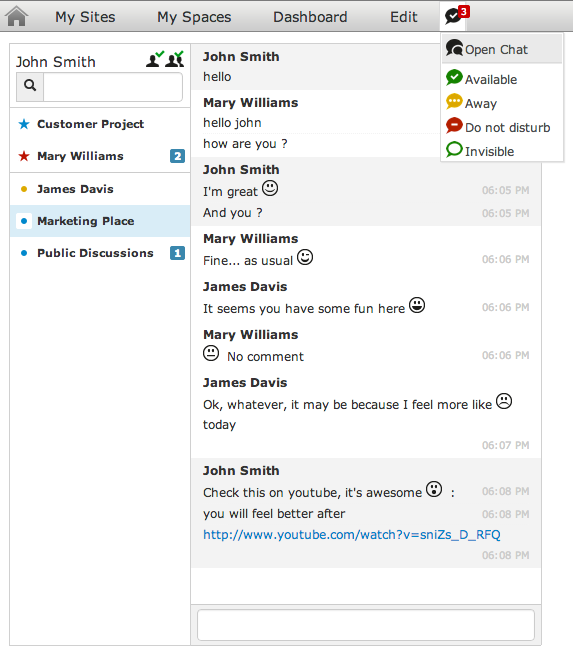 My Sites My Spaces Dashboard Edit 3
Open Chat
Available
Away
Do not disturb
Invisible
John Smith
Customer Project
Mary Williams 2
James Davis
Marketing Place
Public Discussions 1
John Smith
hello
Mary Williams
hello john
how are you ?
John Smith
I'm great 06:05 PM
And you ? 06:05 PM
Mary Williams
Fine... as usual 06:06 PM
James Davis
It seems you have some fun here 06:06 PM
Mary Williams
No comment 06:06 PM
James Davis
Ok, whatever, it may be because I feel more like
today
06:07 PM
John Smith
Check this on youtube, it's awesome : 06:08 PM
you will feel better after 06:08 PM
http://www.youtube.com/watch?v=sniZs_D_RFQ
06:08 PM